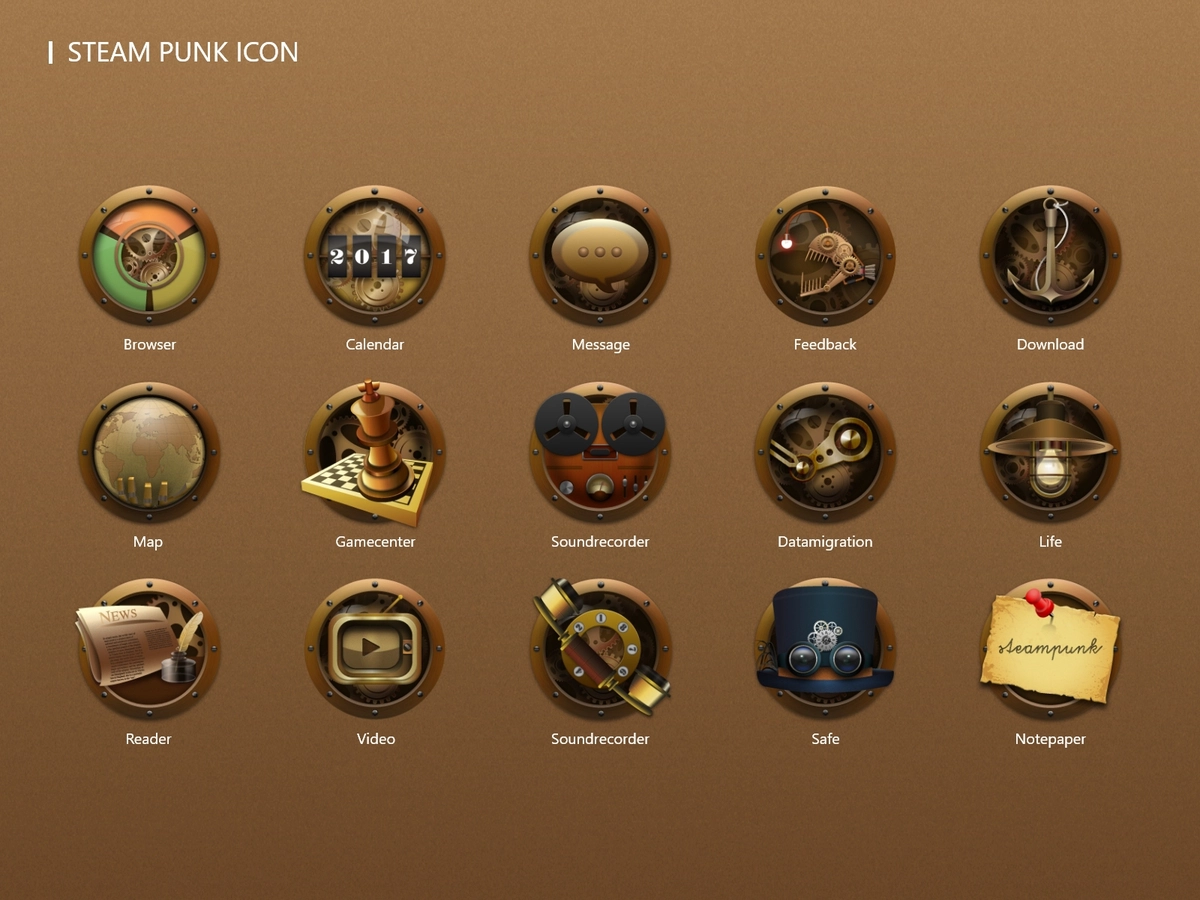 STEAM PUNK ICON
2017
Browser
Calendar
Message
Feedback
Download
Map
Gamecenter
Soundrecorder
Datamigration
Life
NEWS
steampunk
Reader
Video
Soundrecorder
Safe
Notepaper